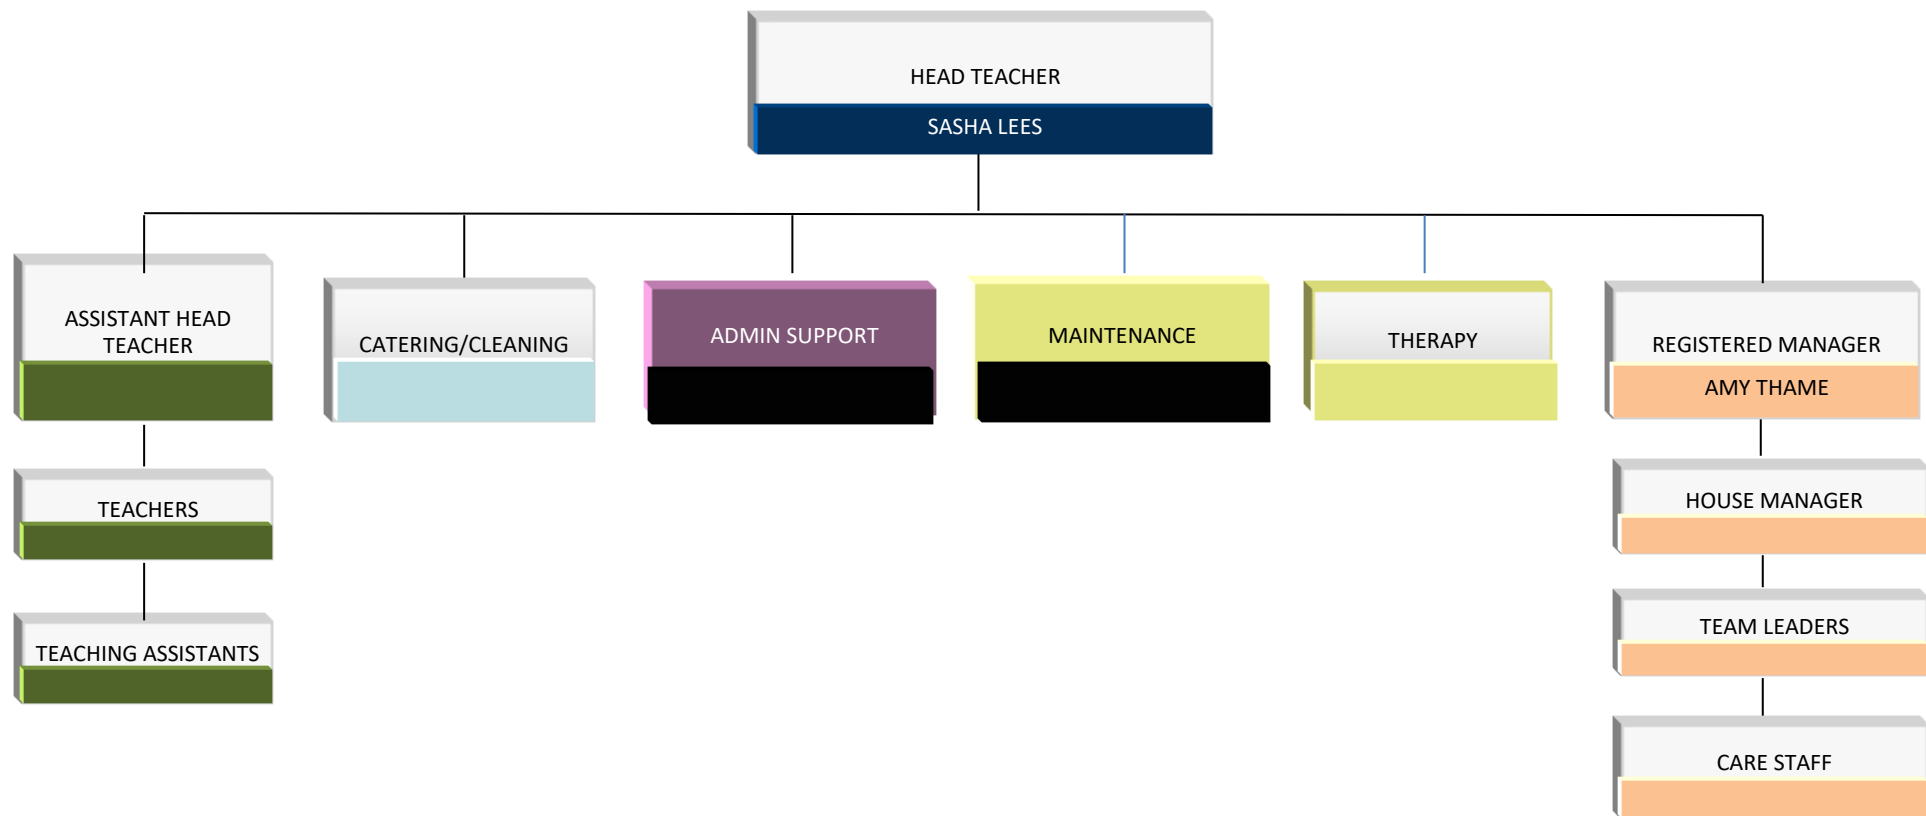 HEAD TEACHER
SASHA LEES
ASSISTANT HEAD
TEACHER
CATERING/CLEANING
ADMIN SUPPORT
MAINTENANCE
THERAPY
REGISTERED MANAGER
AMY THAME
TEACHERS
HOUSE MANAGER
TEACHING ASSISTANTS
TEAM LEADERS
CARE STAFF